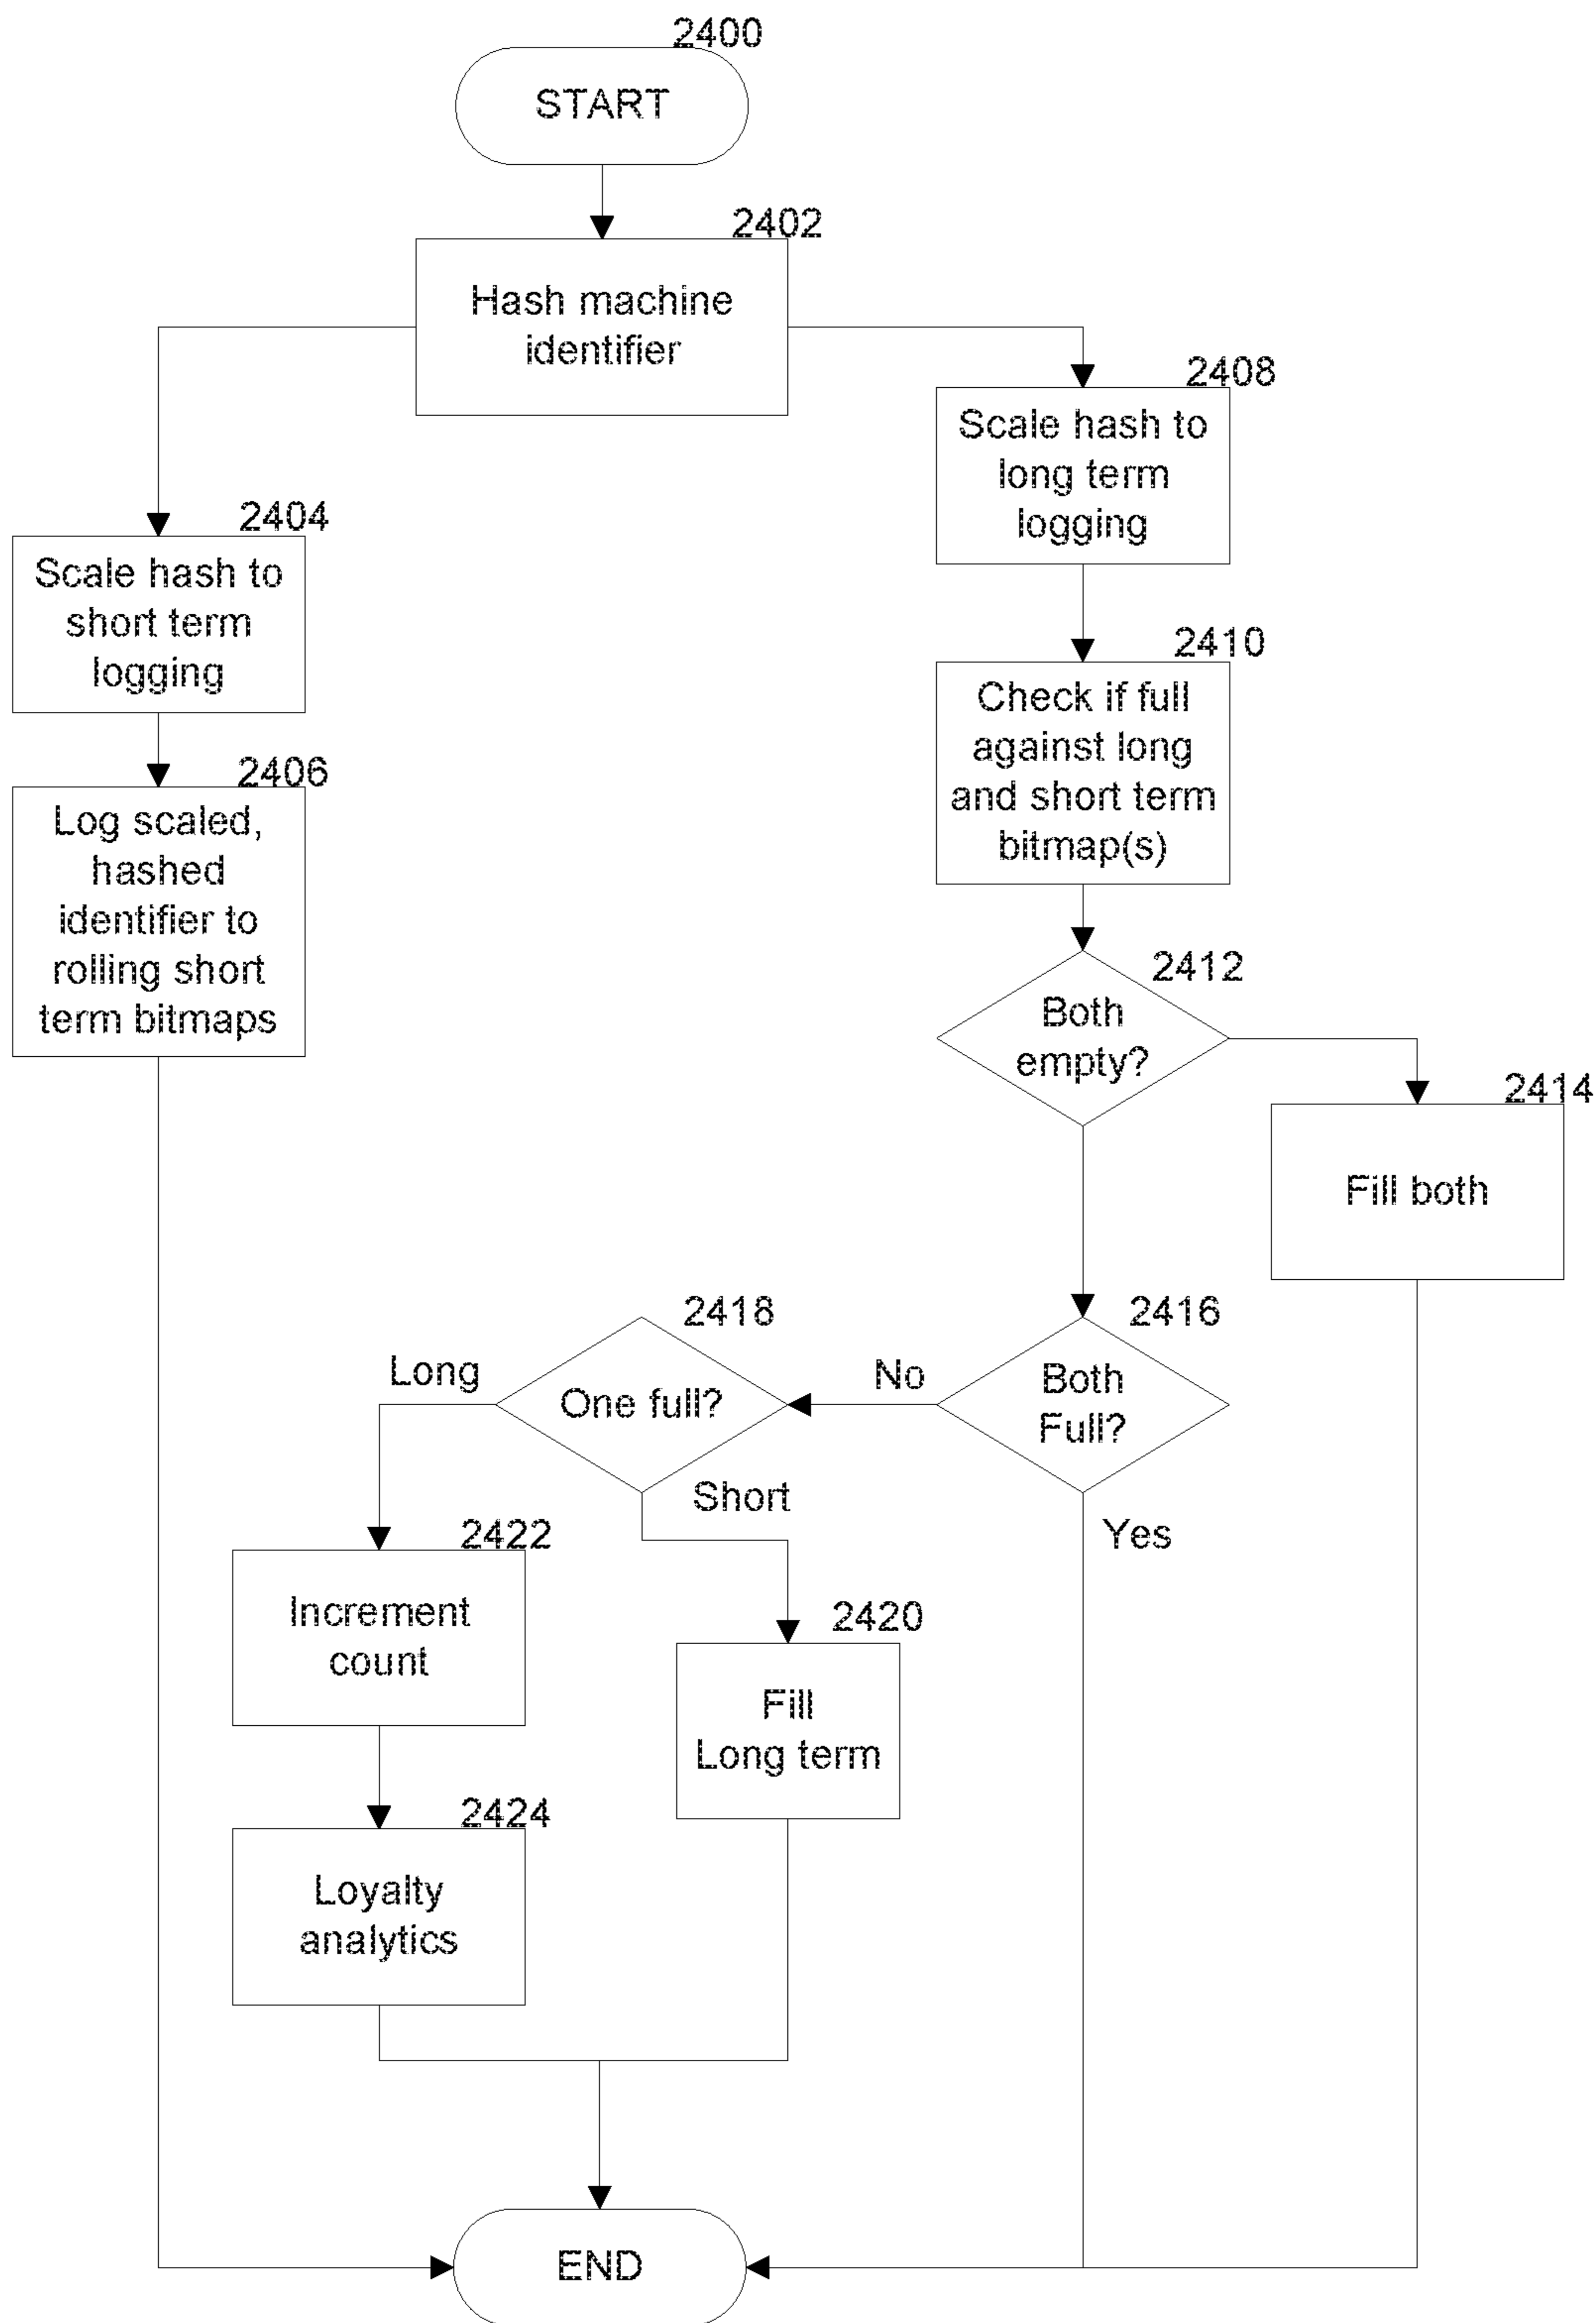 2400
START
2402
Hash machine
identifier
2408
Scale hash to
long term
logging
2404
Scale hash to
short term
logging
2410
Check if full
against long
and short term
bitmap(s)
2406
Log scaled,
hashed
identifier to
rolling short
term bitmaps
2412
Both
empty?
2414
Fill both
2416
Both
Full?
No
Yes
2418
One full?
Long
Short
2422
Increment
count
2420
Fill
Long term
2424
Loyalty
analytics
END